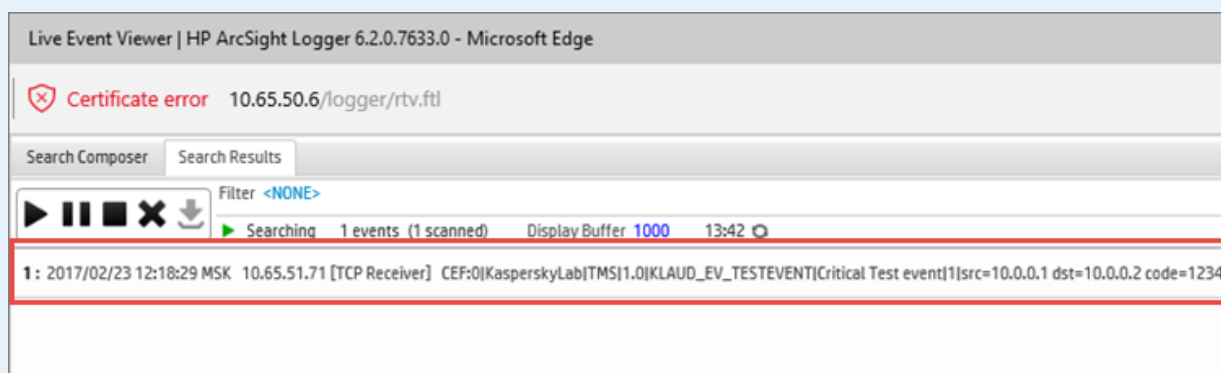 Live Event Viewer | HP ArcSight Logger 6.2.0.7633.0 - Microsoft Edge
Certificate error 10.65.50.6/logger/rtv.ftl
Search Composer Search Results
Filter <NONE>
Searching 1 events (1 scanned) Display Buffer 1000 13:42
1: 2017/02/23 12:18:29 MSK 10.65.51.71 [TCP Receiver] CEF:0|KasperskyLab|TMS|1.0|KLAUD_EV_TESTEVENT|Critical Test event|1|src=10.0.0.1 dst=10.0.0.2 code=1234